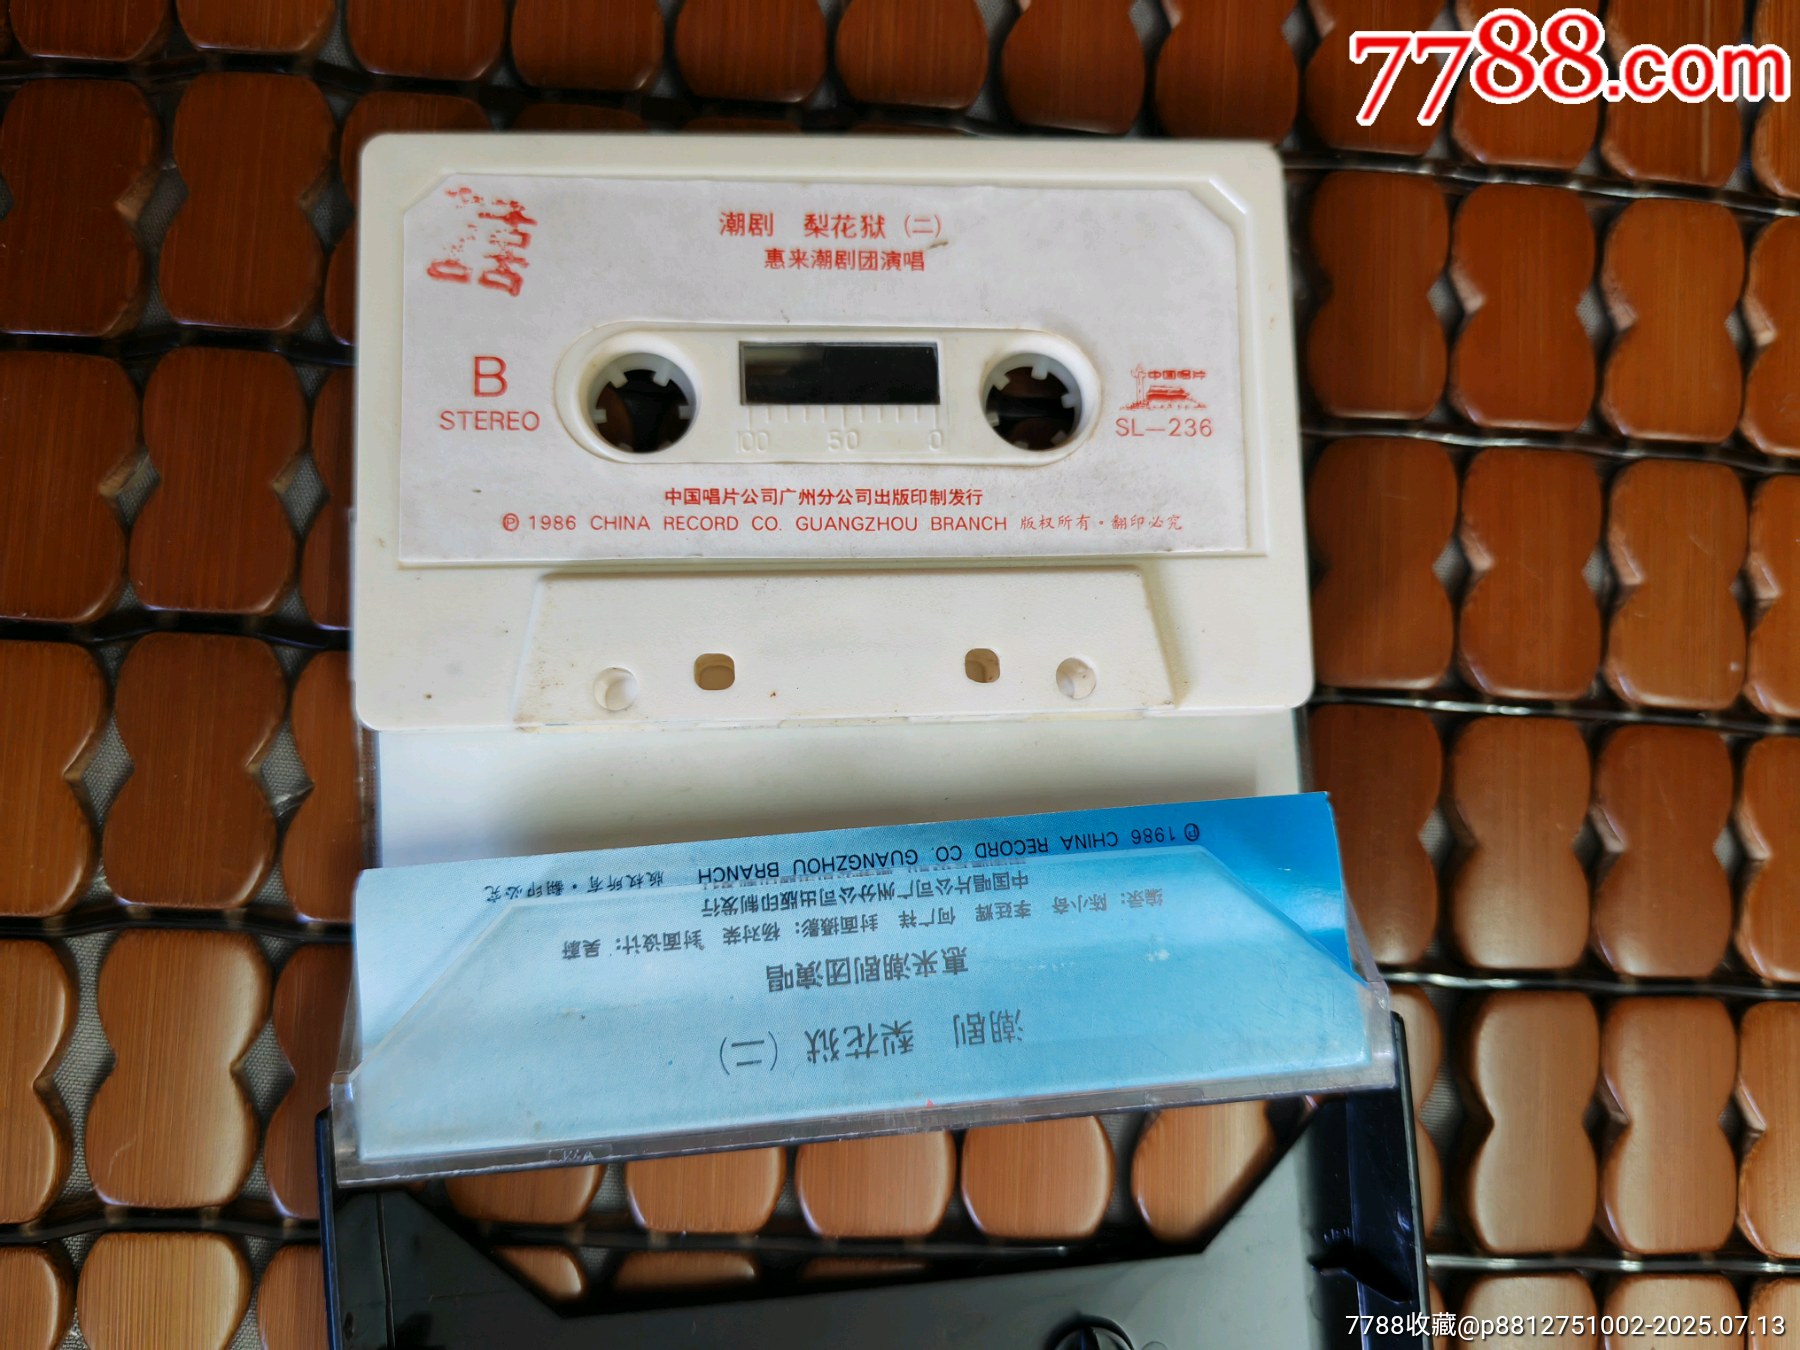 7788.com
潮剧　梨花狱（二）
惠来潮剧团演唱
B
STEREO
中国唱片
SL—236
100 50 0
中国唱片公司广州分公司出版印制发行
Ⓟ 1986 CHINA RECORD CO. GUANGZHOU BRANCH 版权所有·翻印必究
潮剧　梨花狱（二）
惠来潮剧团演唱
编录：陈小奇　李廷辉　何广祥　封面摄影：杨对荣　封面设计：吴蔚
中国唱片公司广州分公司出版印制发行
Ⓟ 1986 CHINA RECORD CO. GUANGZHOU BRANCH 版权所有·翻印必究
7788收藏@p8812751002-2025.07.13